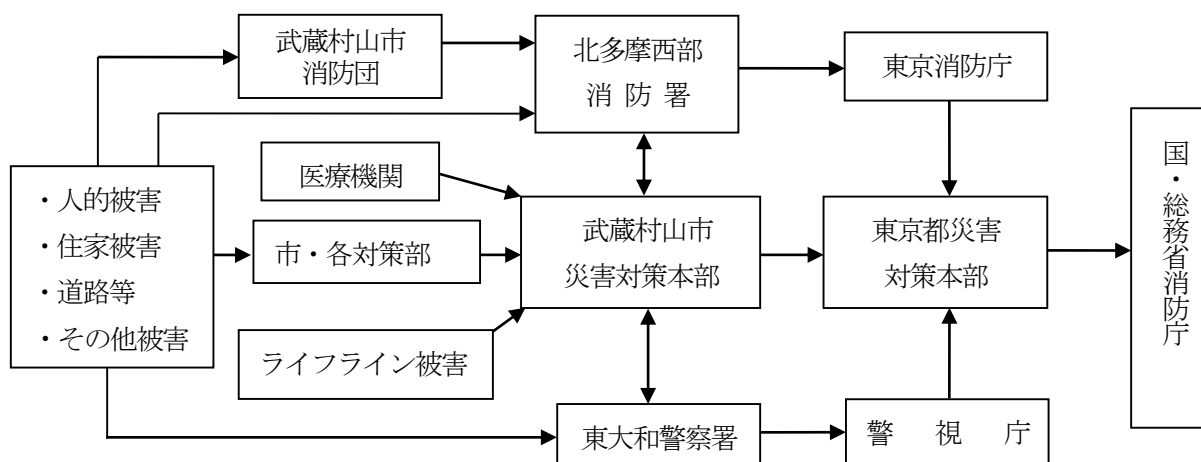 武蔵村山市
消防団
北多摩西部
消 防 署
東京消防庁
医療機関
・人的被害
・住家被害
・道路等
・その他被害
市・各対策部
武蔵村山市
災害対策本部
東京都災害
対策本部
国・総務省消防庁
ライフライン被害
東大和警察署
警 視 庁